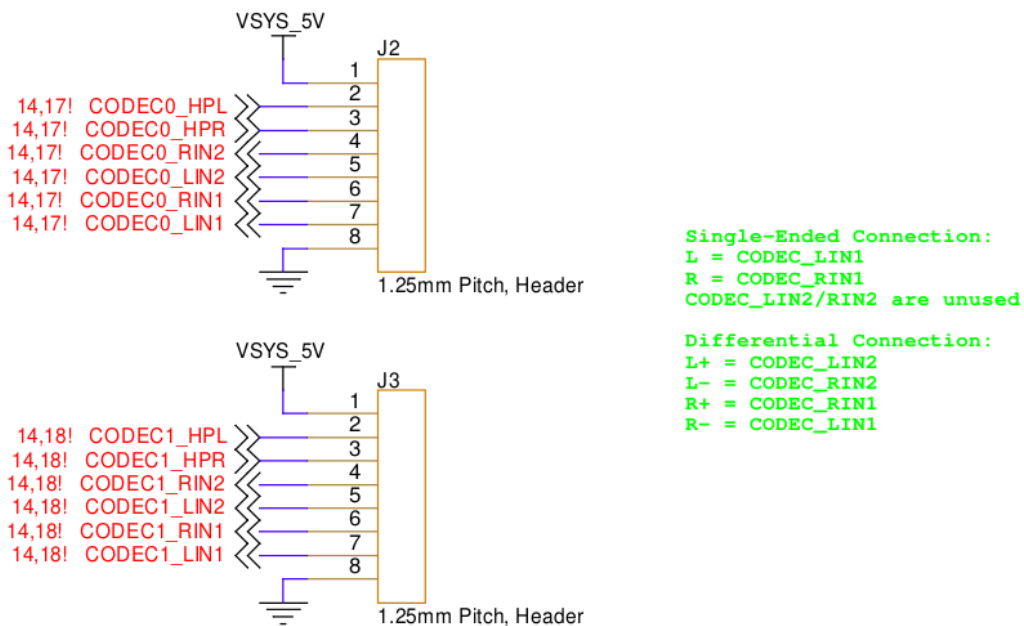 VSYS_5V
J2
1
2
14,17! CODEC0_HPL
3
14,17! CODEC0_HPR
4
14,17! CODEC0_RIN2
5
14,17! CODEC0_LIN2
6
14,17! CODEC0_RIN1
7
14,17! CODEC0_LIN1
8
1.25mm Pitch, Header
Single-Ended Connection:
L = CODEC_LIN1
R = CODEC_RIN1
CODEC_LIN2/RIN2 are unused
Differential Connection:
L+ = CODEC_LIN2
L- = CODEC_RIN2
R+ = CODEC_RIN1
R- = CODEC_LIN1
VSYS_5V
J3
1
2
14,18! CODEC1_HPL
3
14,18! CODEC1_HPR
4
14,18! CODEC1_RIN2
5
14,18! CODEC1_LIN2
6
14,18! CODEC1_RIN1
7
14,18! CODEC1_LIN1
8
1.25mm Pitch, Header